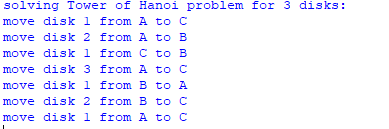 solving Tower of Hanoi problem for 3 disks:
move disk 1 from A to C
move disk 2 from A to B
move disk 1 from C to B
move disk 3 from A to C
move disk 1 from B to A
move disk 2 from B to C
move disk 1 from A to C